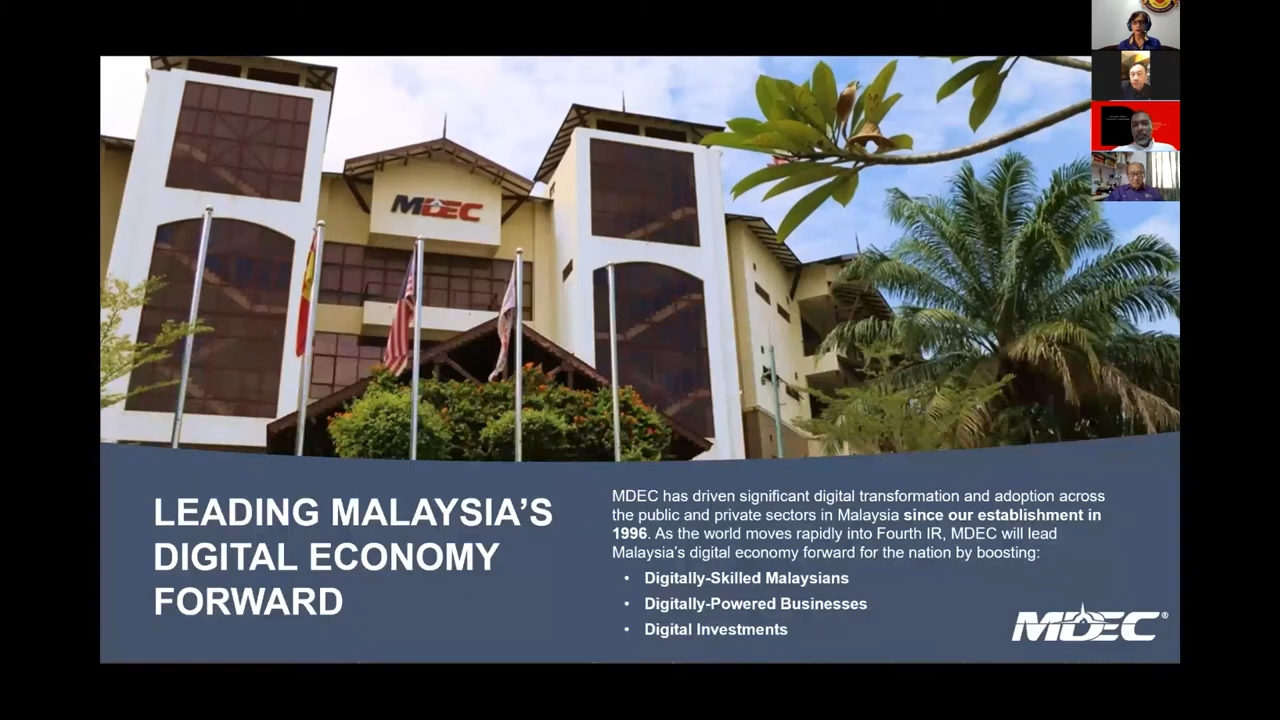 MDEC
LEADING MALAYSIA'S
DIGITAL ECONOMY
FORWARD
MDEC has driven significant digital transformation and adoption across
the public and private sectors in Malaysia since our establishment in
1996. As the world moves rapidly into Fourth IR, MDEC will lead
Malaysia's digital economy forward for the nation by boosting:
• Digitally-Skilled Malaysians
• Digitally-Powered Businesses
• Digital Investments
MDEC®